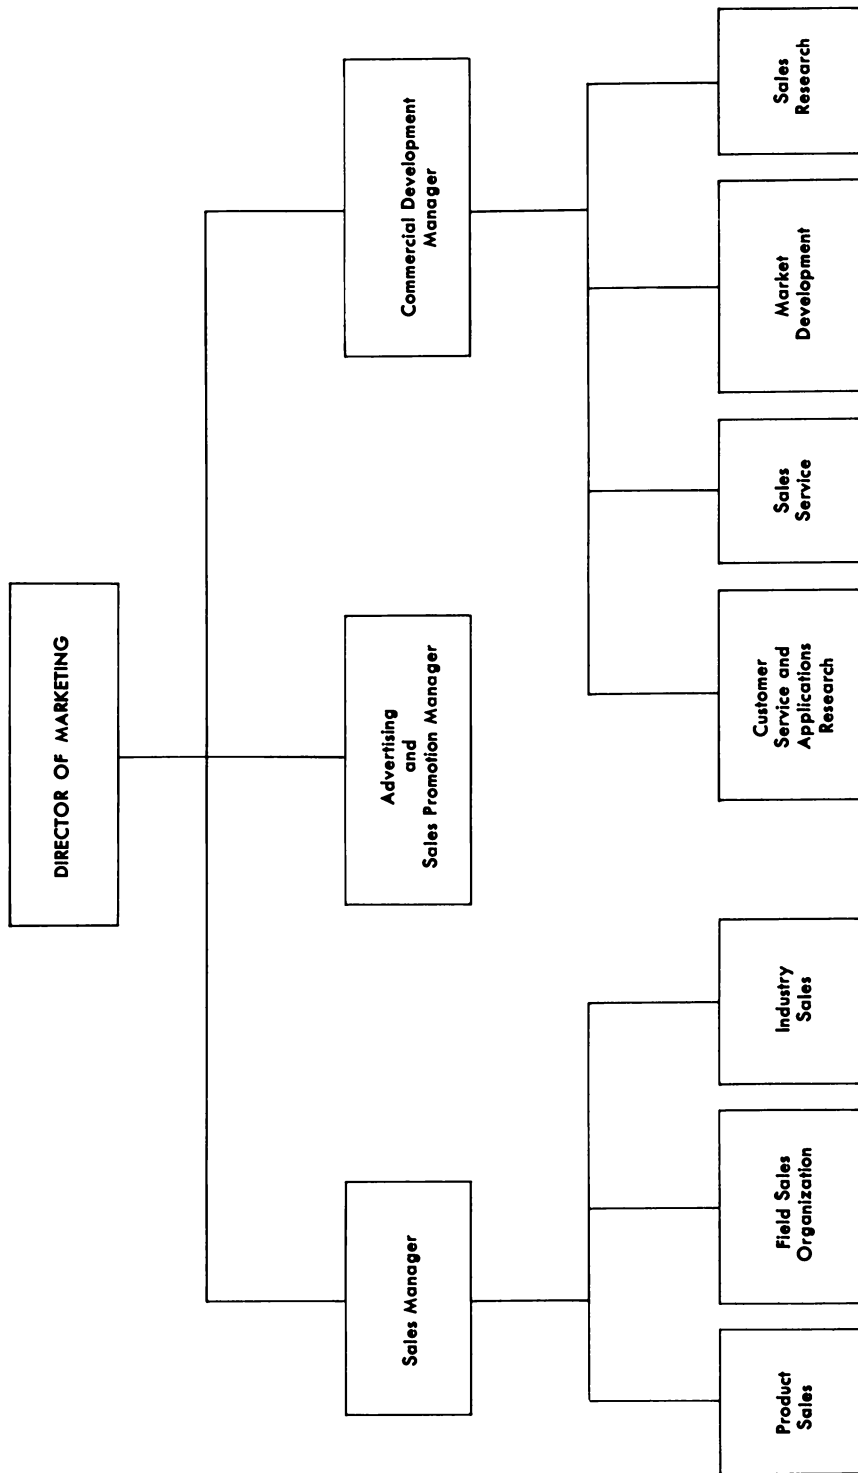 DIRECTOR OF MARKETING
Sales Manager
Advertising
and
Sales Promotion Manager
Commercial Development
Manager
Product
Sales
Field Sales
Organization
Industry
Sales
Customer
Service and
Applications
Research
Sales
Service
Market
Development
Sales
Research